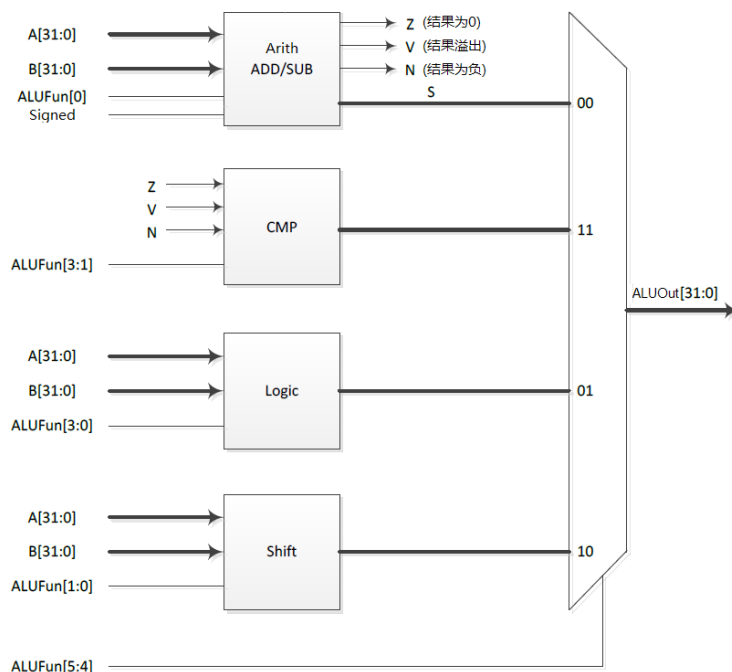 A[31:0]
B[31:0]
ALUFun[0]
Signed
Arith
ADD/SUB
Z (结果为0)
V (结果溢出)
N (结果为负)
S
00
Z
V
N
ALUFun[3:1]
CMP
11
ALUOut[31:0]
A[31:0]
B[31:0]
ALUFun[3:0]
Logic
01
A[31:0]
B[31:0]
ALUFun[1:0]
Shift
10
ALUFun[5:4]